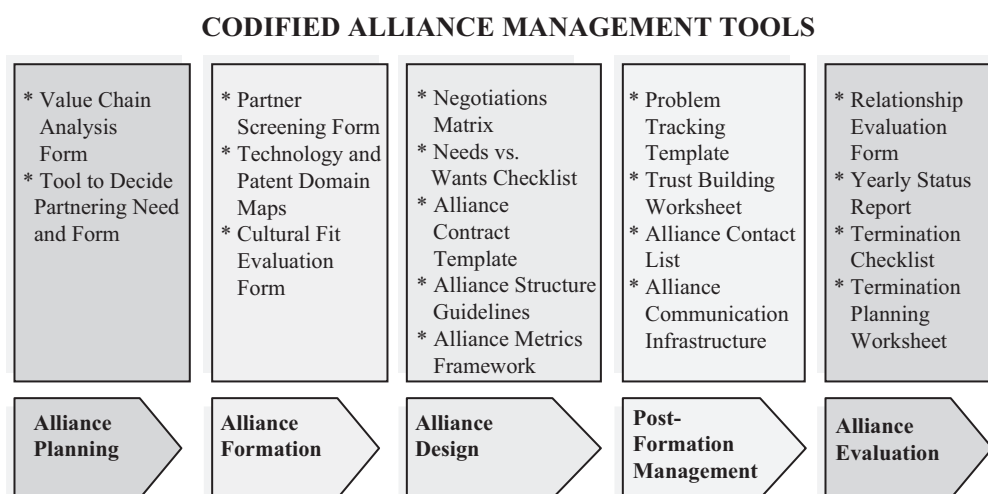 CODIFIED ALLIANCE MANAGEMENT TOOLS
* Value Chain
Analysis
Form
* Tool to Decide
Partnering Need
and Form
* Partner
Screening Form
* Technology and
Patent Domain
Maps
* Cultural Fit
Evaluation
Form
* Negotiations
Matrix
* Needs vs.
Wants Checklist
* Alliance
Contract
Template
* Alliance Structure
Guidelines
* Alliance Metrics
Framework
* Problem
Tracking
Template
* Trust Building
Worksheet
* Alliance Contact
List
* Alliance
Communication
Infrastructure
* Relationship
Evaluation
Form
* Yearly Status
Report
* Termination
Checklist
* Termination
Planning
Worksheet
Alliance
Planning
Alliance
Formation
Alliance
Design
Post-
Formation
Management
Alliance
Evaluation